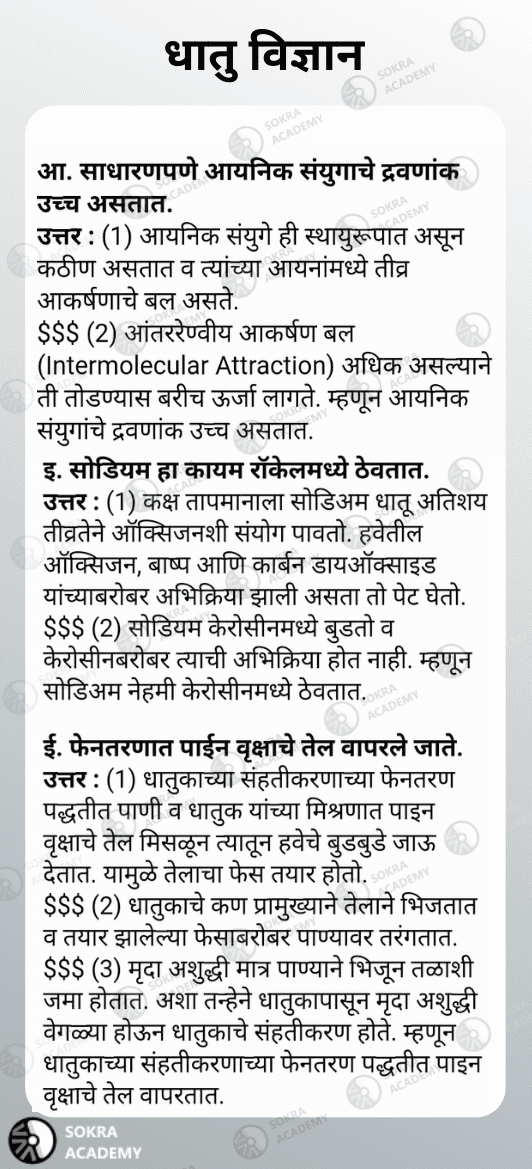 धातु विज्ञान
आ. साधारणपणे आयनिक संयुगाचे द्रवणांक
उच्च असतात.
उत्तर : (1) आयनिक संयुगे ही स्थायुरूपात असून
कठीण असतात व त्यांच्या आयनांमध्ये तीव्र
आकर्षणाचे बल असते.
$$$ (2) आंतररेण्वीय आकर्षण बल
(Intermolecular Attraction) अधिक असल्याने
ती तोडण्यास बरीच ऊर्जा लागते. म्हणून आयनिक
संयुगांचे द्रवणांक उच्च असतात.
इ. सोडियम हा कायम रॉकेलमध्ये ठेवतात.
उत्तर : (1) कक्ष तापमानाला सोडिअम धातू अतिशय
तीव्रतेने ऑक्सिजनशी संयोग पावतो. हवेतील
ऑक्सिजन, बाष्प आणि कार्बन डायऑक्साइड
यांच्याबरोबर अभिक्रिया झाली असता तो पेट घेतो.
$$$ (2) सोडियम केरोसीनमध्ये बुडतो व
केरोसीनबरोबर त्याची अभिक्रिया होत नाही. म्हणून
सोडिअम नेहमी केरोसीनमध्ये ठेवतात.
ई. फेनतरणात पाईन वृक्षाचे तेल वापरले जाते.
उत्तर : (1) धातुकाच्या संहतीकरणाच्या फेनतरण
पद्धतीत पाणी व धातुक यांच्या मिश्रणात पाइन
वृक्षाचे तेल मिसळून त्यातून हवेचे बुडबुडे जाऊ
देतात. यामुळे तेलाचा फेस तयार होतो.
$$$ (2) धातुकाचे कण प्रामुख्याने तेलाने भिजतात
व तयार झालेल्या फेसाबरोबर पाण्यावर तरंगतात.
$$$ (3) मृदा अशुद्धी मात्र पाण्याने भिजून तळाशी
जमा होतात. अशा तऱ्हेने धातुकापासून मृदा अशुद्धी
वेगळ्या होऊन धातुकाचे संहतीकरण होते. म्हणून
धातुकाच्या संहतीकरणाच्या फेनतरण पद्धतीत पाइन
वृक्षाचे तेल वापरतात.
SOKRA
ACADEMY